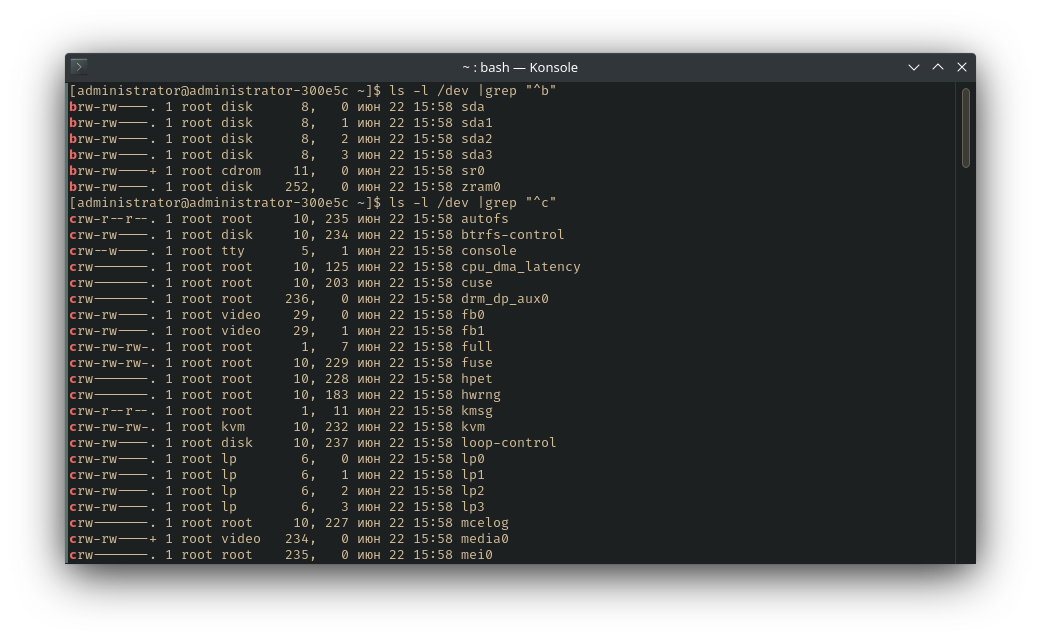 ~ : bash — Konsole
[administrator@administrator-300e5c ~]$ ls -l /dev |grep "^b"
brw-rw----. 1 root disk      8,   0 июн 22 15:58 sda
brw-rw----. 1 root disk      8,   1 июн 22 15:58 sda1
brw-rw----. 1 root disk      8,   2 июн 22 15:58 sda2
brw-rw----. 1 root disk      8,   3 июн 22 15:58 sda3
brw-rw----+ 1 root cdrom    11,   0 июн 22 15:58 sr0
brw-rw----. 1 root disk    252,   0 июн 22 15:58 zram0
[administrator@administrator-300e5c ~]$ ls -l /dev |grep "^c"
crw-r--r--. 1 root root     10, 235 июн 22 15:58 autofs
crw-rw----. 1 root disk     10, 234 июн 22 15:58 btrfs-control
crw--w----. 1 root tty       5,   1 июн 22 15:58 console
crw-------. 1 root root     10, 125 июн 22 15:58 cpu_dma_latency
crw-------. 1 root root     10, 203 июн 22 15:58 cuse
crw-------. 1 root root    236,   0 июн 22 15:58 drm_dp_aux0
crw-rw----. 1 root video    29,   0 июн 22 15:58 fb0
crw-rw----. 1 root video    29,   1 июн 22 15:58 fb1
crw-rw-rw-. 1 root root      1,   7 июн 22 15:58 full
crw-rw-rw-. 1 root root     10, 229 июн 22 15:58 fuse
crw-------. 1 root root     10, 228 июн 22 15:58 hpet
crw-------. 1 root root     10, 183 июн 22 15:58 hwrng
crw-r--r--. 1 root root      1,  11 июн 22 15:58 kmsg
crw-rw-rw-. 1 root kvm      10, 232 июн 22 15:58 kvm
crw-rw----. 1 root disk     10, 237 июн 22 15:58 loop-control
crw-rw----. 1 root lp        6,   0 июн 22 15:58 lp0
crw-rw----. 1 root lp        6,   1 июн 22 15:58 lp1
crw-rw----. 1 root lp        6,   2 июн 22 15:58 lp2
crw-rw----. 1 root lp        6,   3 июн 22 15:58 lp3
crw-------. 1 root root     10, 227 июн 22 15:58 mcelog
crw-rw----+ 1 root video   234,   0 июн 22 15:58 media0
crw-------. 1 root root    235,   0 июн 22 15:58 mei0